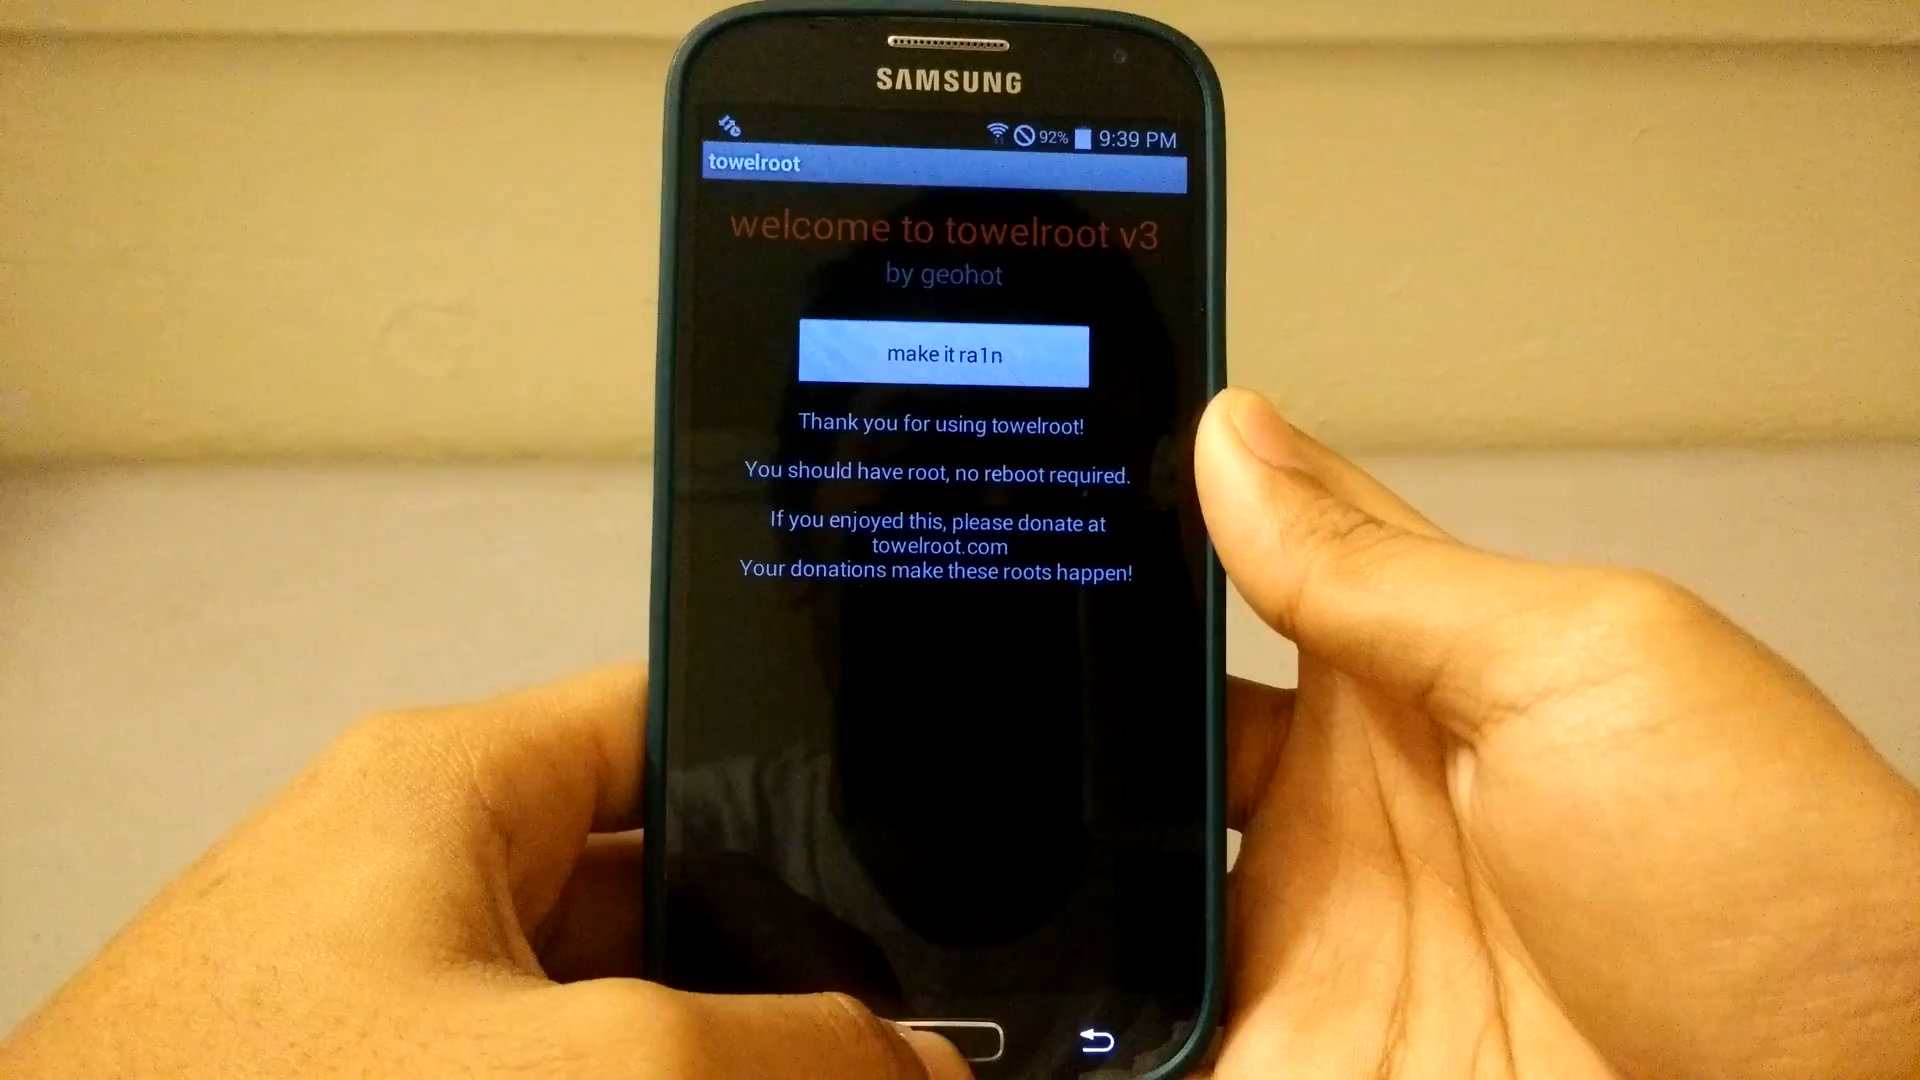 SAMSUNG
92% 9:39 PM
towelroot
welcome to towelroot v3
by geohot
make it ra1n
Thank you for using towelroot!
You should have root, no reboot required.
If you enjoyed this, please donate at
towelroot.com
Your donations make these roots happen!